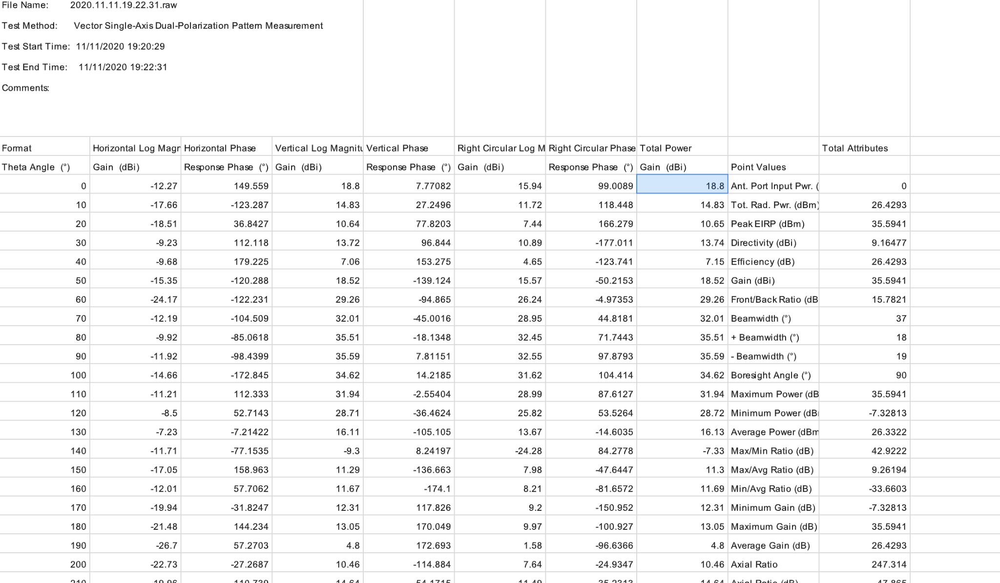 File Name: 2020.11.11.19.22.31.raw
Test Method: Vector Single-Axis Dual-Polarization Pattern Measurement
Test Start Time: 11/11/2020 19:20:29
Test End Time: 11/11/2020 19:22:31
Comments:
Format Horizontal Log Magn Horizontal Phase Vertical Log Magnitu Vertical Phase Right Circular Log M Right Circular Phase Total Power Total Attributes
Theta Angle (°) Gain (dBi) Response Phase (°) Gain (dBi) Response Phase (°) Gain (dBi) Response Phase (°) Gain (dBi) Point Values
0 -12.27 149.559 18.8 7.77082 15.94 99.0089 18.8 Ant. Port Input Pwr. ( 0
10 -17.66 -123.287 14.83 27.2496 11.72 118.448 14.83 Tot. Rad. Pwr. (dBm) 26.4293
20 -18.51 36.8427 10.64 77.8203 7.44 166.279 10.65 Peak EIRP (dBm) 35.5941
30 -9.23 112.118 13.72 96.844 10.89 -177.011 13.74 Directivity (dBi) 9.16477
40 -9.68 179.225 7.06 153.275 4.65 -123.741 7.15 Efficiency (dB) 26.4293
50 -15.35 -120.288 18.52 -139.124 15.57 -50.2153 18.52 Gain (dBi) 35.5941
60 -24.17 -122.231 29.26 -94.865 26.24 -4.97353 29.26 Front/Back Ratio (dB 15.7821
70 -12.19 -104.509 32.01 -45.0016 28.95 44.8181 32.01 Beamwidth (°) 37
80 -9.92 -85.0618 35.51 -18.1348 32.45 71.7443 35.51 + Beamwidth (°) 18
90 -11.92 -98.4399 35.59 7.81151 32.55 97.8793 35.59 - Beamwidth (°) 19
100 -14.66 -172.845 34.62 14.2185 31.62 104.414 34.62 Boresight Angle (°) 90
110 -11.21 112.333 31.94 -2.55404 28.99 87.6127 31.94 Maximum Power (dB 35.5941
120 -8.5 52.7143 28.71 -36.4624 25.82 53.5264 28.72 Minimum Power (dB -7.32813
130 -7.23 -7.21422 16.11 -105.105 13.67 -14.6035 16.13 Average Power (dBm 26.3322
140 -11.71 -77.1535 -9.3 8.24197 -24.28 84.2778 -7.33 Max/Min Ratio (dB) 42.9222
150 -17.05 158.963 11.29 -136.663 7.98 -47.6447 11.3 Max/Avg Ratio (dB) 9.26194
160 -12.01 57.7062 11.67 -174.1 8.21 -81.6572 11.69 Min/Avg Ratio (dB) -33.6603
170 -19.94 -31.8247 12.31 117.826 9.2 -150.952 12.31 Minimum Gain (dB) -7.32813
180 -21.48 144.234 13.05 170.049 9.97 -100.927 13.05 Maximum Gain (dB) 35.5941
190 -26.7 57.2703 4.8 172.693 1.58 -96.6366 4.8 Average Gain (dB) 26.4293
200 -22.73 -27.2687 10.46 -114.884 7.64 -24.9347 10.46 Axial Ratio 247.314